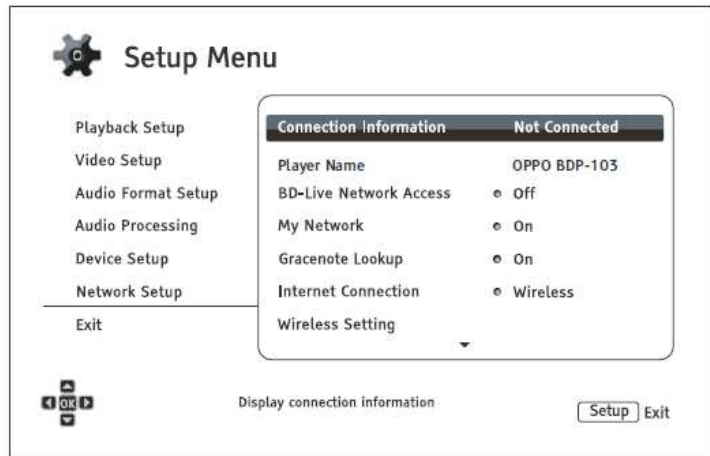 Setup Menu
Playback Setup
Video Setup
Audio Format Setup
Audio Processing
Device Setup
Network Setup
Exit
Connection Information Not Connected
Player Name OPPO BDP-103
BD-Live Network Access Off
My Network On
Gracenote Lookup On
Internet Connection Wireless
Wireless Setting
OK
Display connection information
Setup Exit